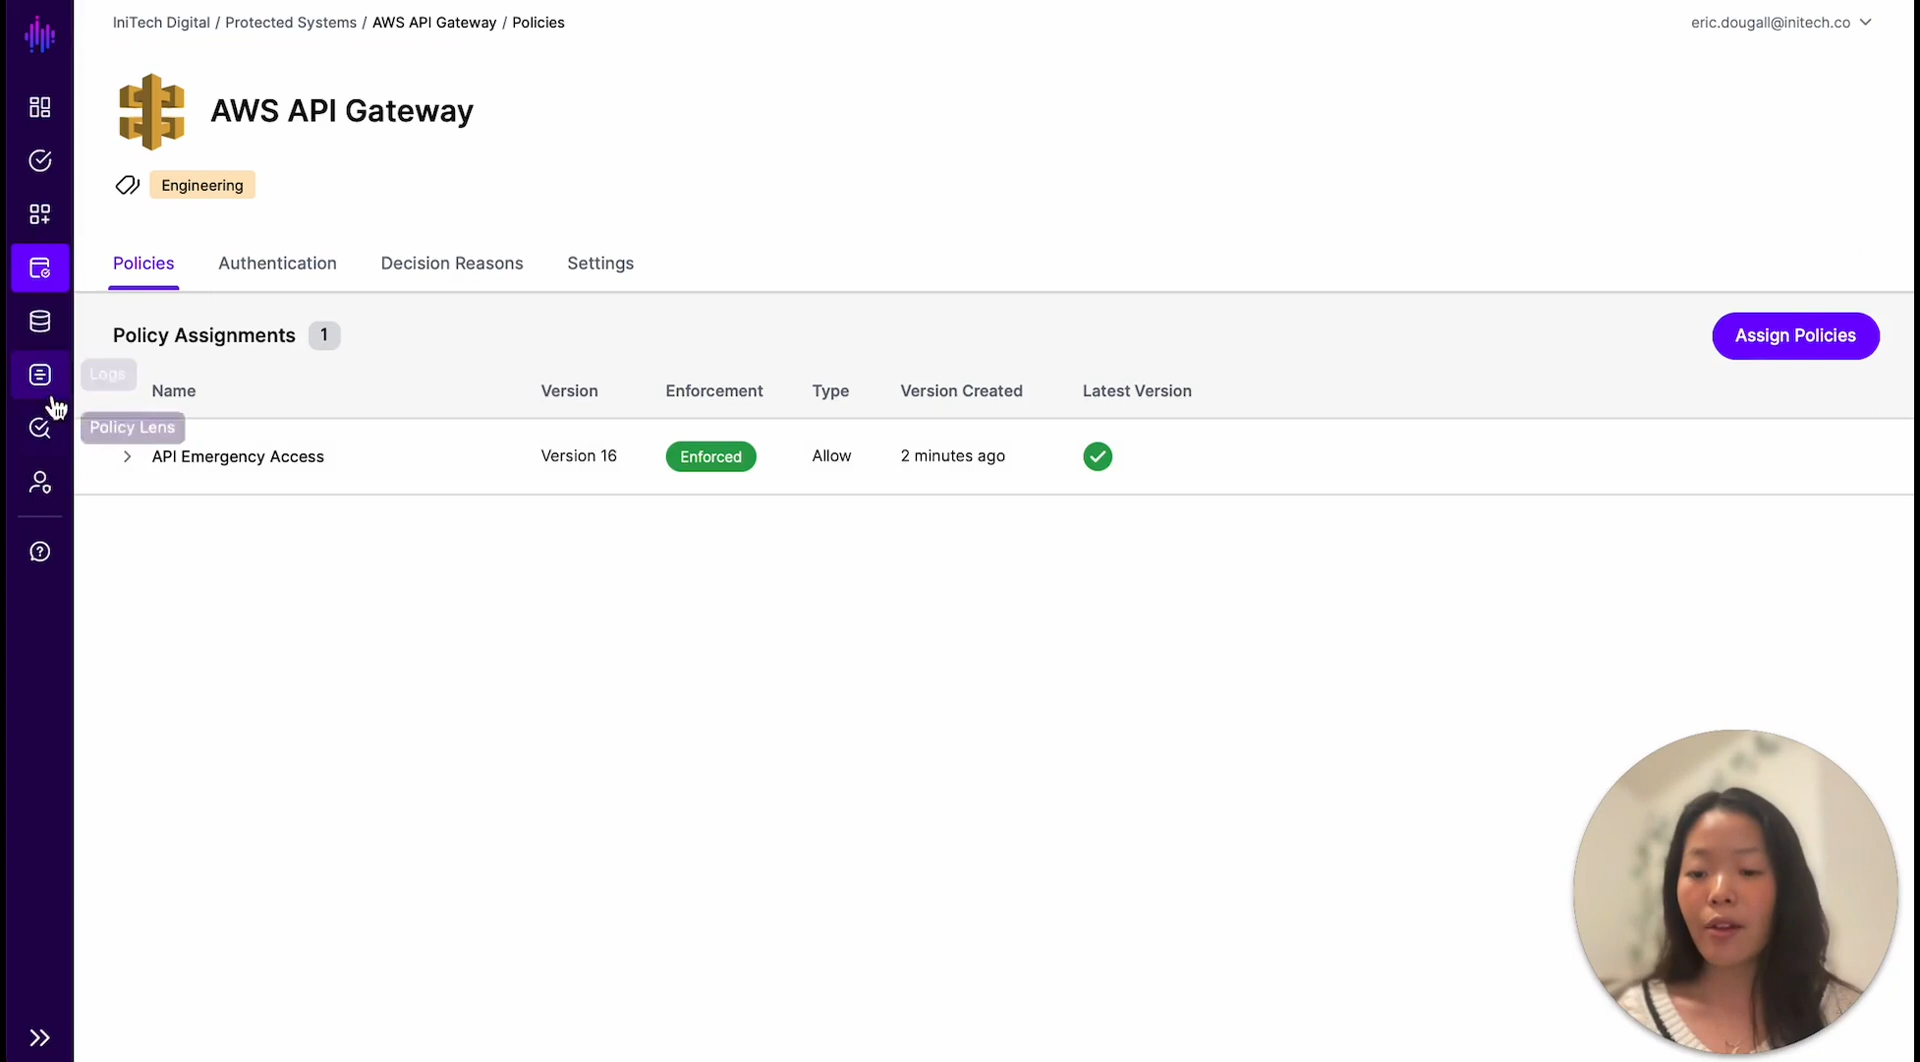 IniTech Digital / Protected Systems / AWS API Gateway / Policies
eric.dougall@initech.co
AWS API Gateway
Engineering
Policies Authentication Decision Reasons Settings
Policy Assignments 1
Assign Policies
Logs
Name Version Enforcement Type Version Created Latest Version
Policy Lens
API Emergency Access Version 16 Enforced Allow 2 minutes ago